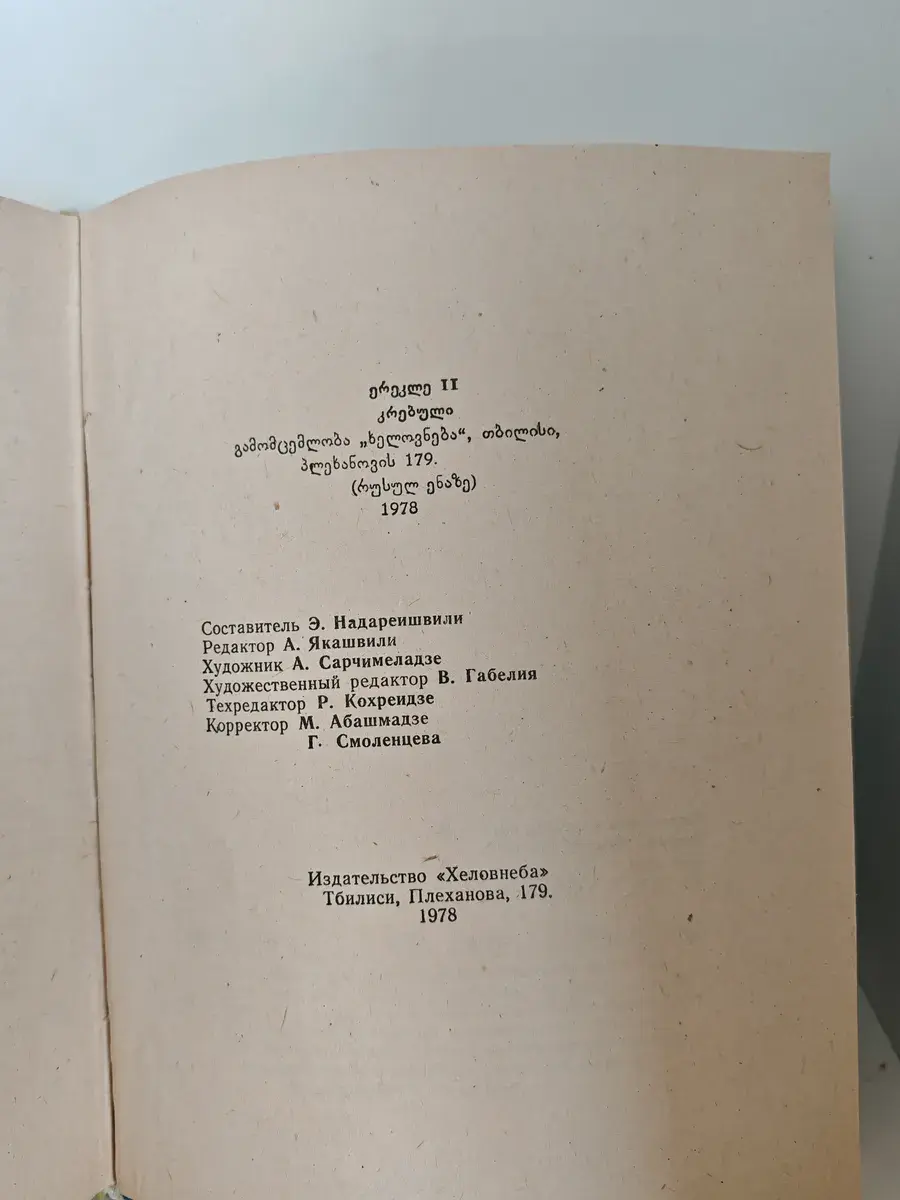 ერეკლე II
კრებული
გამომცემლობა „ხელოვნება“, თბილისი,
პლეხანოვის 179.
(რუსულ ენაზე)
1978
Составитель Э. Надареишвили
Редактор А. Якашвили
Художник А. Сарчимеладзе
Художественный редактор В. Габелия
Техредактор Р. Кохреидзе
Корректор М. Абашмадзе
Г. Смоленцева
Издательство «Хеловнеба»
Тбилиси, Плеханова, 179.
1978